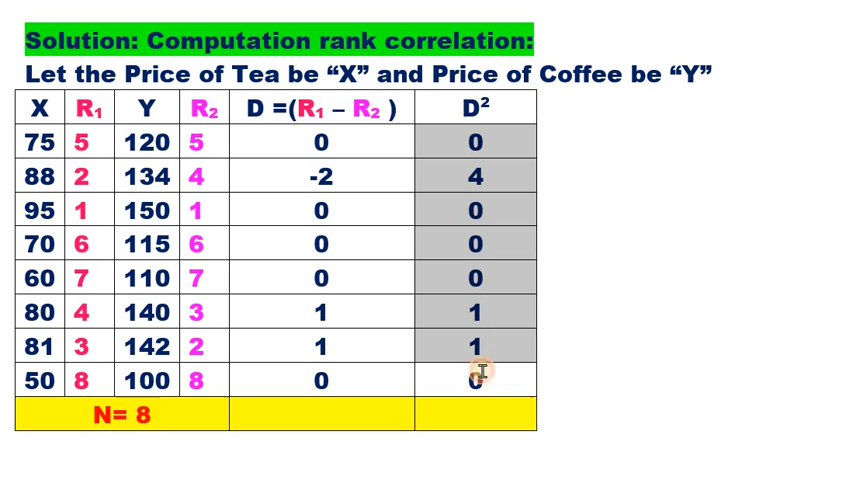 Solution: Computation rank correlation:
Let the Price of Tea be “X” and Price of Coffee be “Y”
X R₁ Y R₂ D =(R₁ – R₂ ) D²
75 5 120 5 0 0
88 2 134 4 -2 4
95 1 150 1 0 0
70 6 115 6 0 0
60 7 110 7 0 0
80 4 140 3 1 1
81 3 142 2 1 1
50 8 100 8 0 0
N= 8